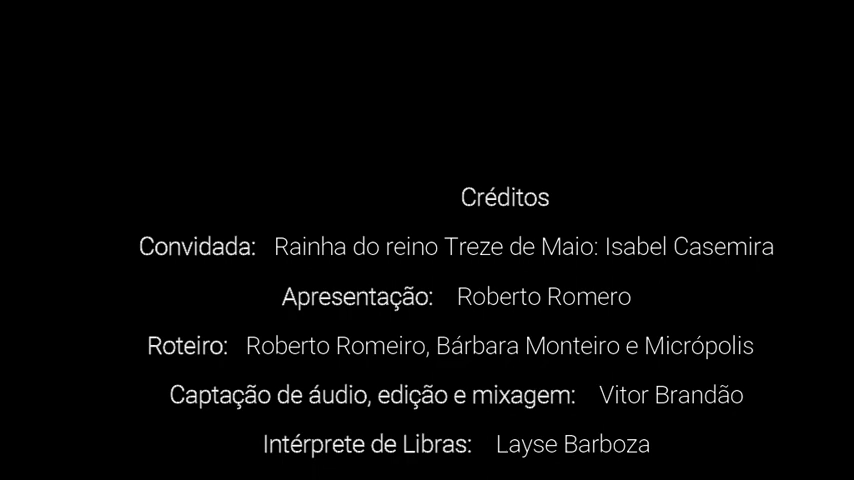 Créditos
Convidada: Rainha do reino Treze de Maio: Isabel Casemira
Apresentação: Roberto Romero
Roteiro: Roberto Romeiro, Bárbara Monteiro e Micrópolis
Captação de áudio, edição e mixagem: Vitor Brandão
Intérprete de Libras: Layse Barboza